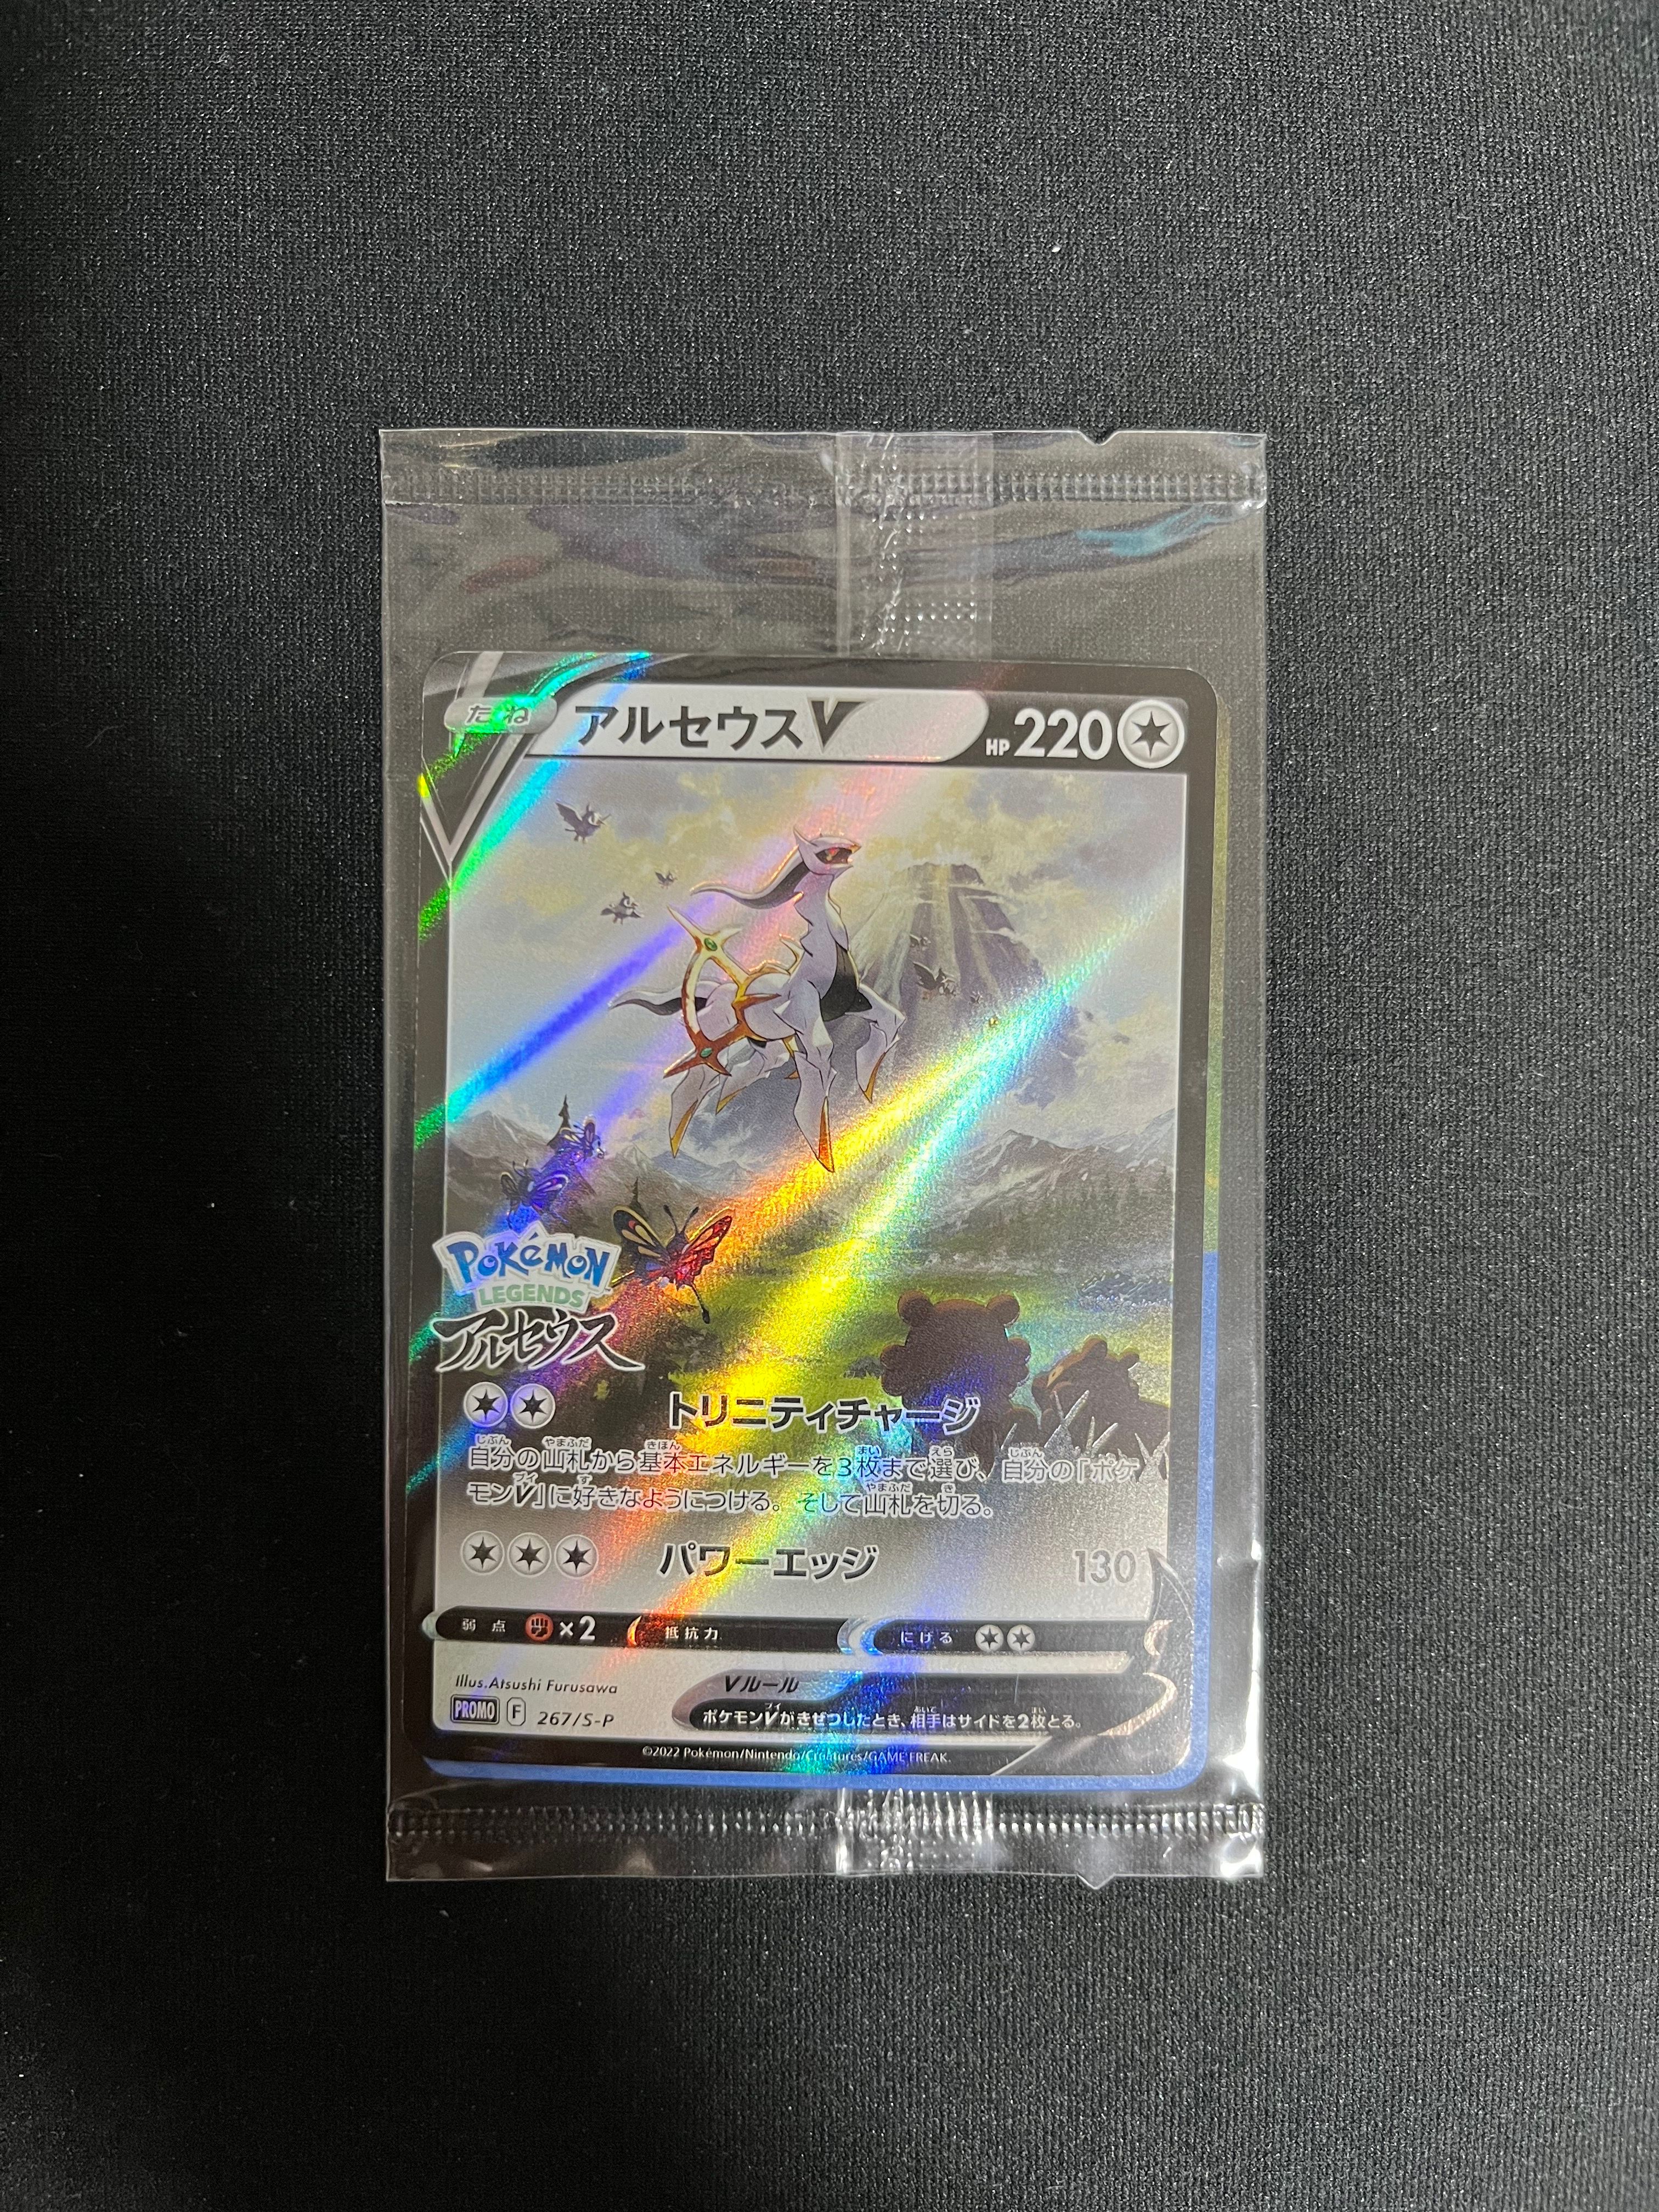 たね アルセウスV HP 220
Pokémon
LEGENDS
アルセウス
トリニティチャージ
自分の山札から基本エネルギーを3枚まで選び、自分の「ポケ
モンV」に好きなようにつける。そして山札を切る。
パワーエッジ 130
弱点 ×2 抵抗力 にげる
Illus.Atsushi Furusawa
Vルール
PROMO F 267/S-P
ポケモンVがきぜつしたとき、相手はサイドを2枚とる。
©2022 Pokémon/Nintendo/Creatures/GAME FREAK.